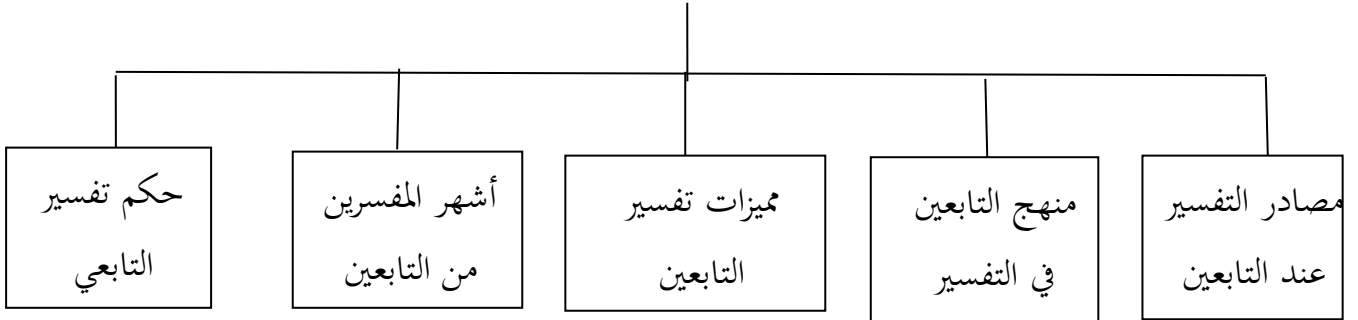 مصادر التفسير
عند التابعين
منهج التابعين
في التفسير
مميزات تفسير
التابعين
أشهر المفسرين
من التابعين
حكم تفسير
التابعي